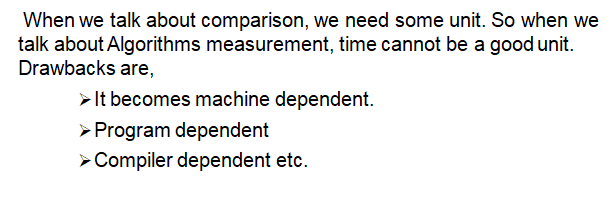 When we talk about comparison, we need some unit. So when we
talk about Algorithms measurement, time cannot be a good unit.
Drawbacks are,
➢ It becomes machine dependent.
➢ Program dependent
➢ Compiler dependent etc.